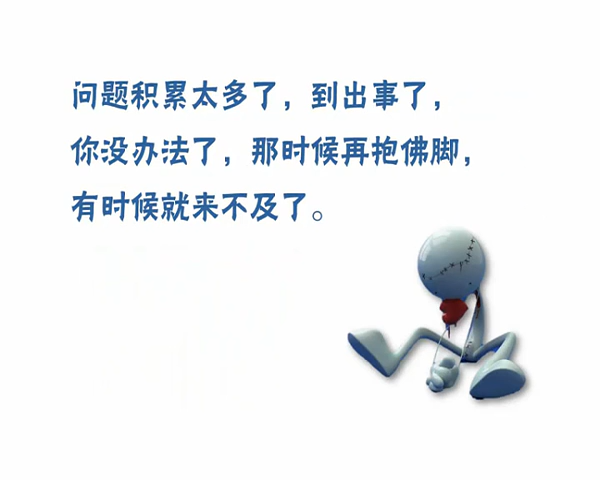 问题积累太多了，到出事了，
你没办法了，那时候再抱佛脚，
有时候就来不及了。